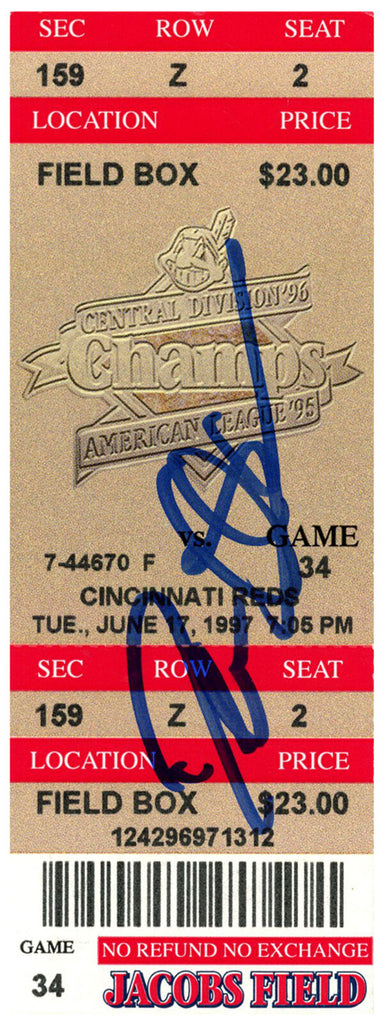 SEC ROW SEAT
159 Z 2
LOCATION PRICE
FIELD BOX $23.00
CENTRAL DIVISION '96
Champs
AMERICAN LEAGUE '95
vs. GAME
7-44670 F 34
CINCINNATI REDS
TUE., JUNE 17, 1997 7:05 PM
SEC ROW SEAT
159 Z 2
LOCATION PRICE
FIELD BOX $23.00
124296971312
GAME NO REFUND NO EXCHANGE
34 JACOBS FIELD